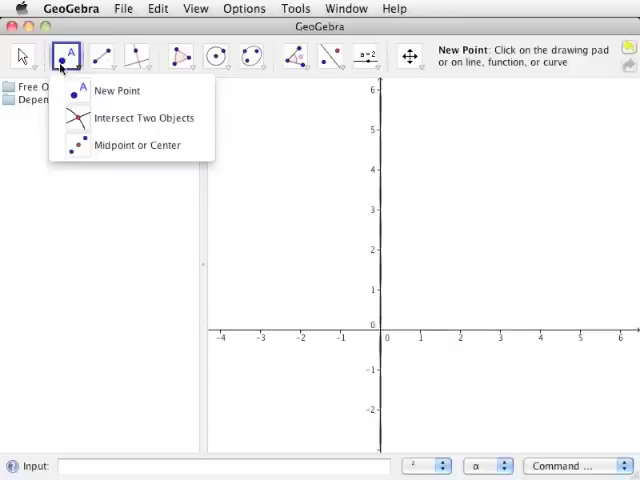 GeoGebra File Edit View Options Tools Window Help
GeoGebra
A
a=2
New Point: Click on the drawing pad
or on line, function, or curve
Free O
Depen
A New Point
Intersect Two Objects
Midpoint or Center
6
5
4
3
2
1
0
-4 -3 -2 -1 0 1 2 3 4 5 6
-1
-2
Input: ² α Command ...